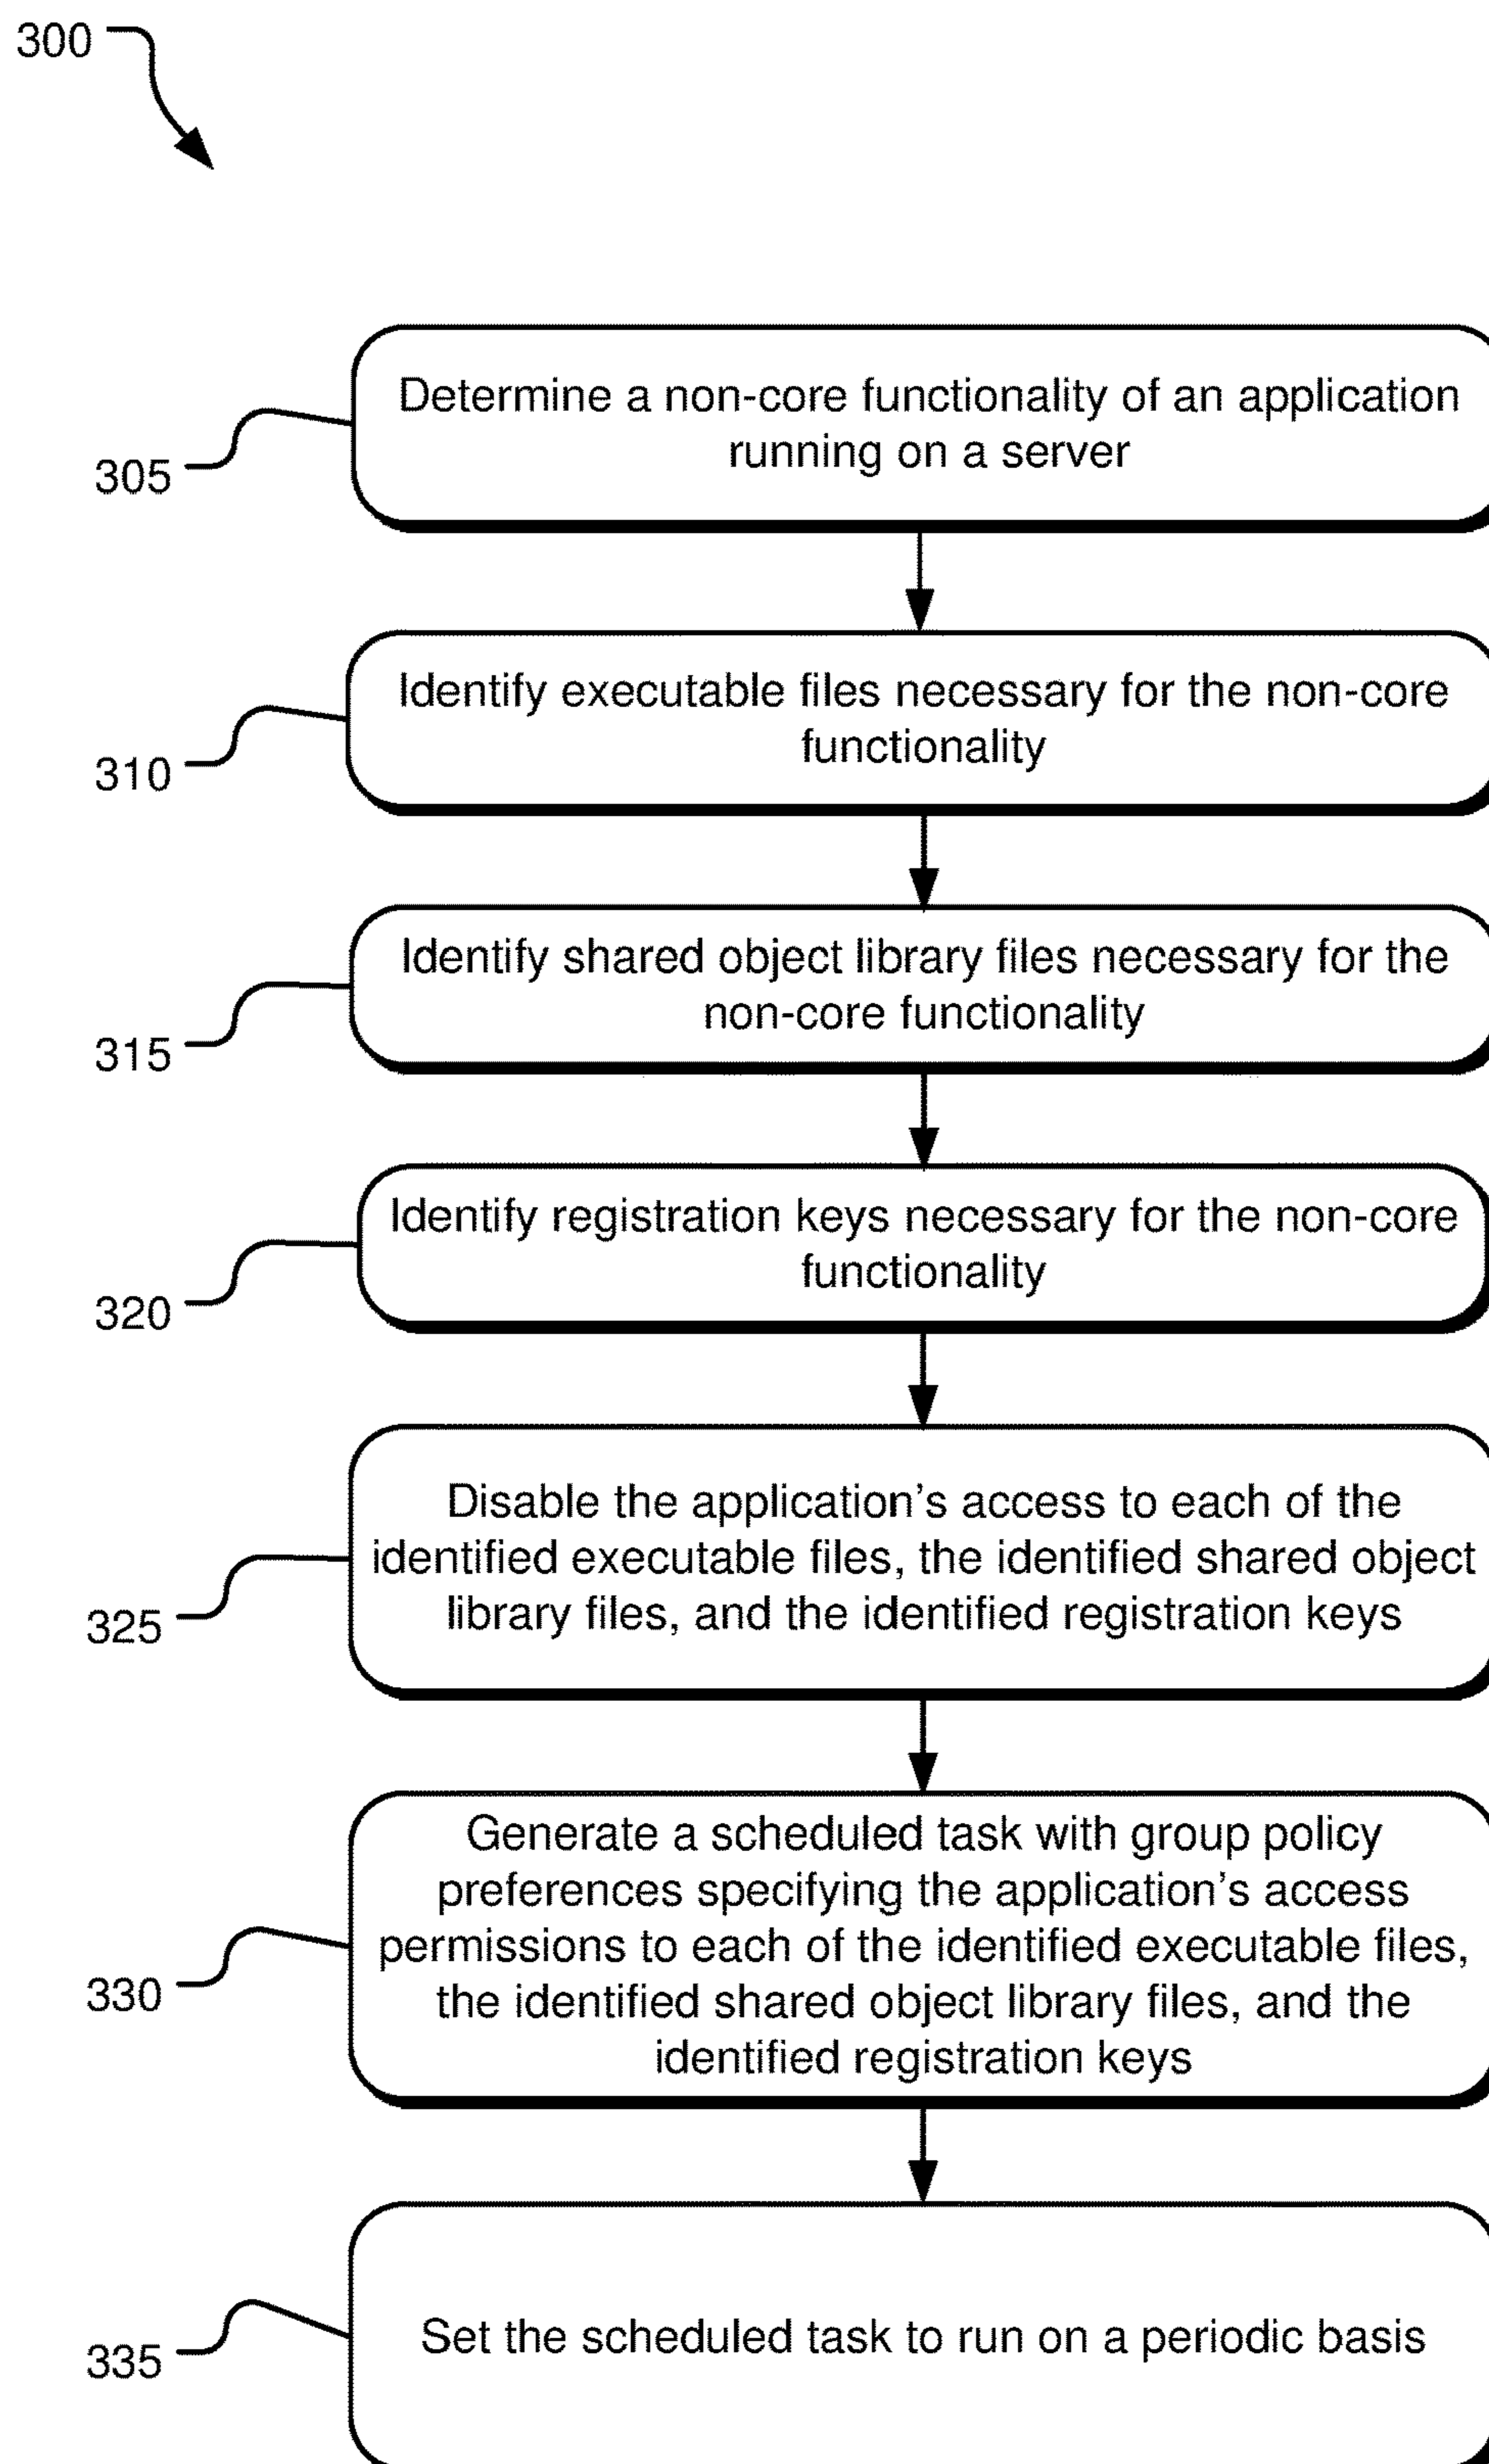 300
Determine a non-core functionality of an application
running on a server
305
Identify executable files necessary for the non-core
functionality
310
Identify shared object library files necessary for the
non-core functionality
315
Identify registration keys necessary for the non-core
functionality
320
Disable the application's access to each of the
identified executable files, the identified shared object
library files, and the identified registration keys
325
Generate a scheduled task with group policy
preferences specifying the application's access
permissions to each of the identified executable files,
the identified shared object library files, and the
identified registration keys
330
Set the scheduled task to run on a periodic basis
335